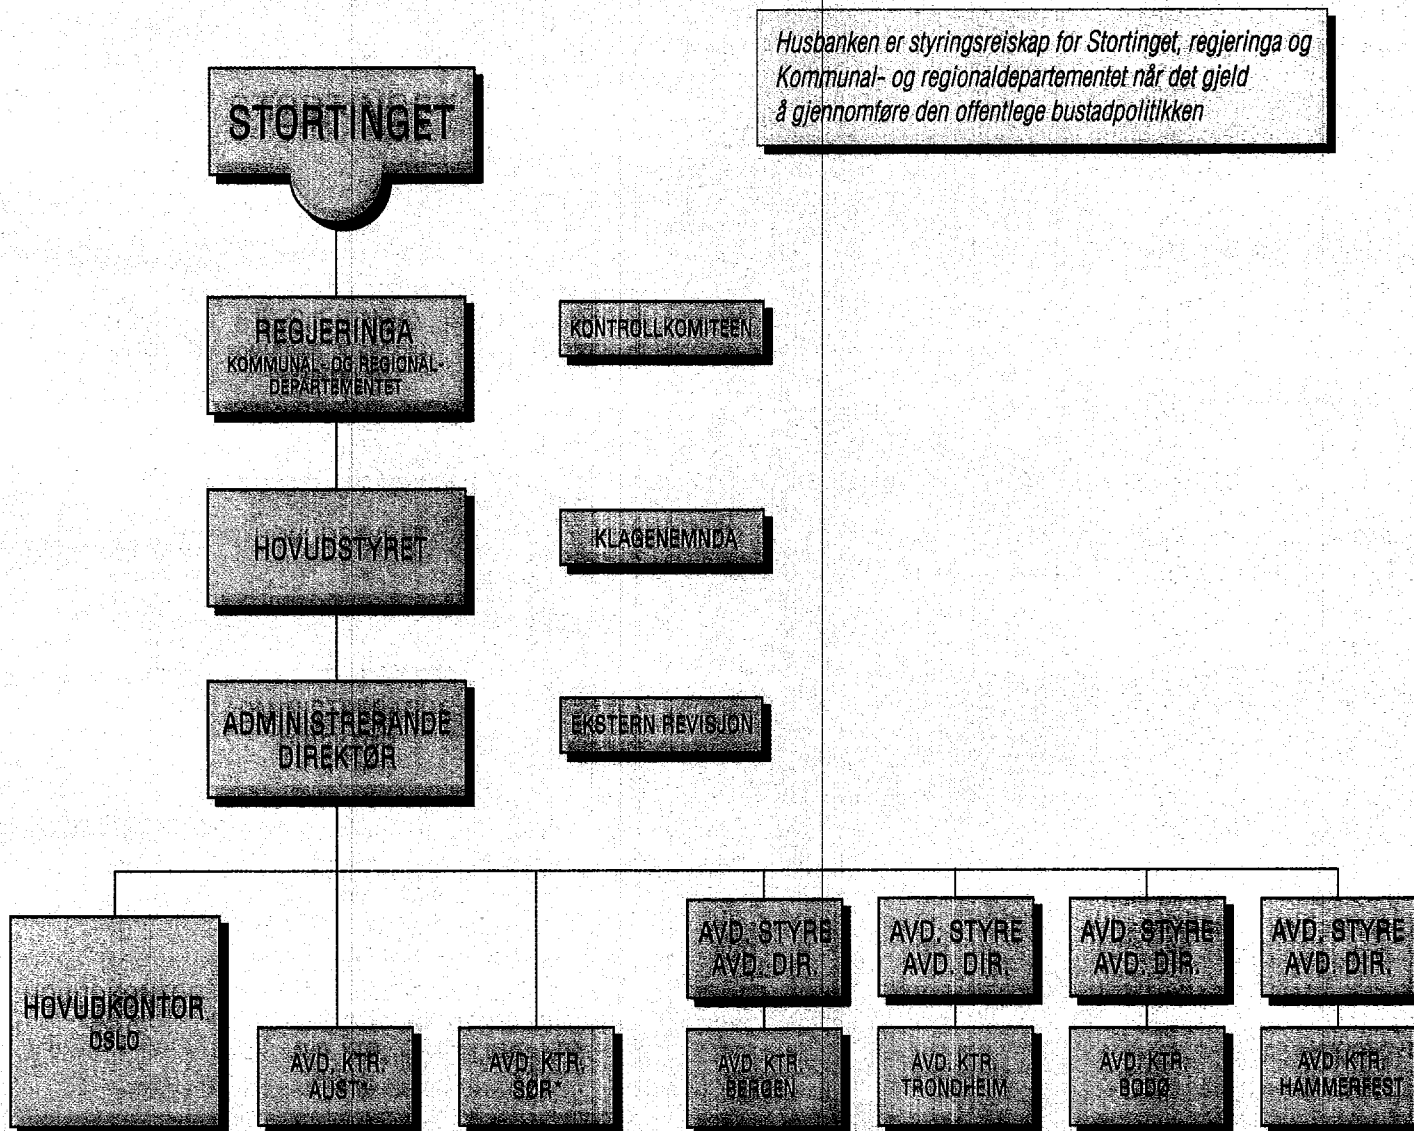 Husbanken er styringsreiskap for Stortinget, regjeringa og
Kommunal- og regionaldepartementet når det gjeld
å gjennomføre den offentlege bustadpolitikken
STORTINGET
REGJERINGA
KOMMUNAL- OG REGIONAL-
DEPARTEMENTET
KONTROLLKOMITEEN
HOVUDSTYRET
KLAGENEMNDA
ADMINISTRERANDE
DIREKTØR
EKSTERN REVISJON
HOVUDKONTOR
OSLO
AVD. KTR.
AUST*
AVD. KTR.
SØR*
AVD. STYRE
AVD. DIR.
AVD. KTR.
BERGEN
AVD. STYRE
AVD. DIR.
AVD. KTR.
TRONDHEIM
AVD. STYRE
AVD. DIR.
AVD. KTR.
BODØ
AVD. STYRE
AVD. DIR.
AVD. KTR.
HAMMERFEST